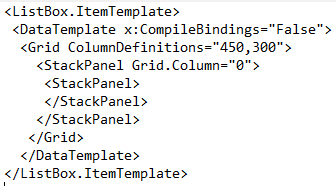 <ListBox.ItemTemplate>
 <DataTemplate x:CompileBindings="False">
  <Grid ColumnDefinitions="450,300">
    <StackPanel Grid.Column="0">
     <StackPanel>
     </StackPanel>
    </StackPanel>
   </Grid>
  </DataTemplate>
</ListBox.ItemTemplate>